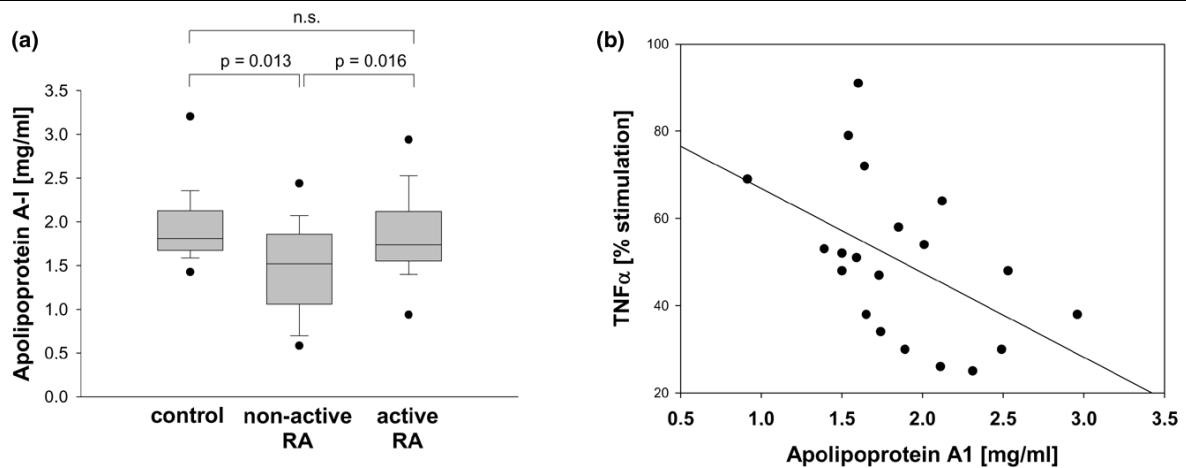 n.s.
(a)
p = 0.013
p = 0.016
3.5
3.0
2.5
2.0
1.5
1.0
0.5
0.0
Apolipoprotein A-I [mg/ml]
control
non-active
RA
active
RA
(b)
100
80
60
40
20
TNFα [% stimulation]
0.5 1.0 1.5 2.0 2.5 3.0 3.5
Apolipoprotein A1 [mg/ml]